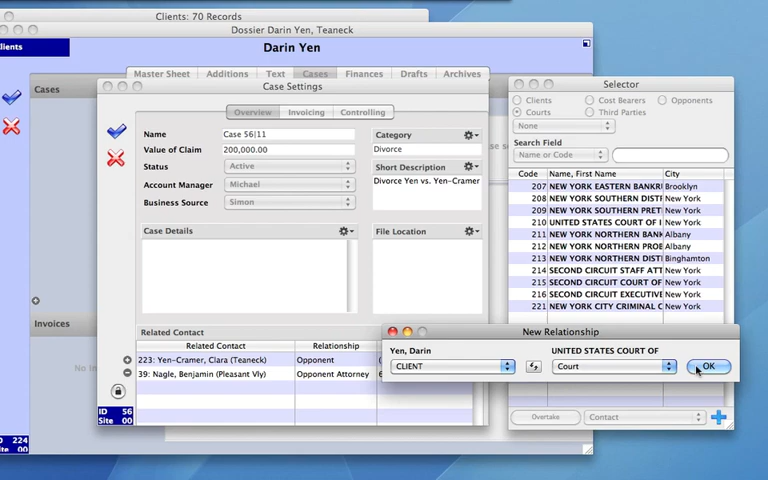 Clients: 70 Records
Dossier Darin Yen, Teaneck
lients
Darin Yen
Master Sheet Additions Text Cases Finances Drafts Archives
Cases
Invoices
ID 224
Site 00
Case Settings
Overview Invoicing Controlling
Name Case 56|11
Value of Claim 200,000.00
Status Active
Account Manager Michael
Business Source Simon
Category
Divorce
Short Description
Divorce Yen vs. Yen-Cramer
Case Details
File Location
Related Contact
Related Contact Relationship
223: Yen-Cramer, Clara (Teaneck) Opponent
39: Nagle, Benjamin (Pleasant Vly) Opponent Attorney
ID 56
Site 00
Selector
Clients Cost Bearers Opponents
Courts Third Parties
None
Search Field
Name or Code
Code Name, First Name City
207 NEW YORK EASTERN BANKR Brooklyn
208 NEW YORK SOUTHERN DIST New York
209 NEW YORK SOUTHERN PRET New York
210 UNITED STATES COURT OF New York
211 NEW YORK NORTHERN BANK Albany
212 NEW YORK NORTHERN PROB Albany
213 NEW YORK NORTHERN DIST Binghamton
214 SECOND CIRCUIT STAFF ATT New York
215 SECOND CIRCUIT COURT OF New York
216 SECOND CIRCUIT EXECUTIVE New York
221 NEW YORK CITY CRIMINAL C New York
New Relationship
Yen, Darin UNITED STATES COURT OF
CLIENT Court OK
Overtake Contact